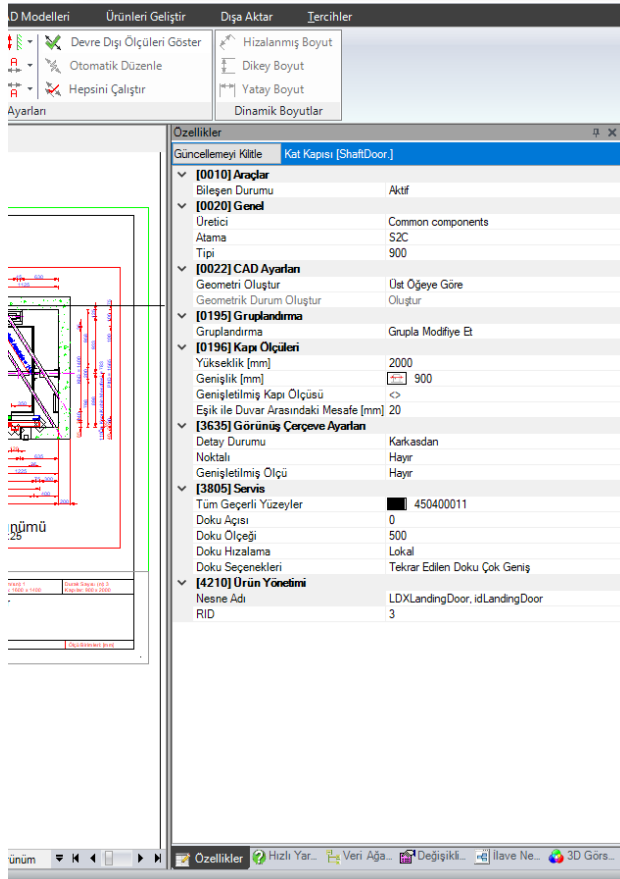 AD Modelleri Ürünleri Geliştir Dışa Aktar Tercihler
Devre Dışı Ölçüleri Göster
Otomatik Düzenle
Hepsini Çalıştır
Ayarları
Hizalanmış Boyut
Dikey Boyut
Yatay Boyut
Dinamik Boyutlar
Özellikler
Güncellemeyi Kilitle Kat Kapısı [ShaftDoor.]
[0010] Araçlar
Bileşen Durumu Aktif
[0020] Genel
Üretici Common components
Atama S2C
Tipi 900
[0022] CAD Ayarları
Geometri Oluştur Üst Öğeye Göre
Geometrik Durum Oluştur Oluştur
[0195] Gruplandırma
Gruplandırma Grupla Modifiye Et
[0196] Kapı Ölçüleri
Yükseklik [mm] 2000
Genişlik [mm] 900
Genişletilmiş Kapı Ölçüsü <>
Eşik ile Duvar Arasındaki Mesafe [mm] 20
[3635] Görünüş Çerçeve Ayarları
Detay Durumu Karkasdan
Noktalı Hayır
Genişletilmiş Ölçü Hayır
[3805] Servis
Tüm Geçerli Yüzeyler 450400011
Doku Açısı 0
Doku Ölçeği 500
Doku Hizalama Lokal
Doku Seçenekleri Tekrar Edilen Doku Çok Geniş
[4210] Ürün Yönetimi
Nesne Adı LDXLandingDoor, idLandingDoor
RID 3
ünüm
Özellikler Hızlı Yar... Veri Ağa... Değişikli... İlave Ne... 3D Görs...